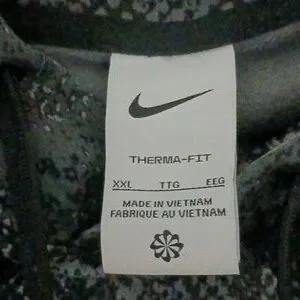 THERMA-FIT
XXL TTG EEG
MADE IN VIETNAM
FABRIQUE AU VIETNAM